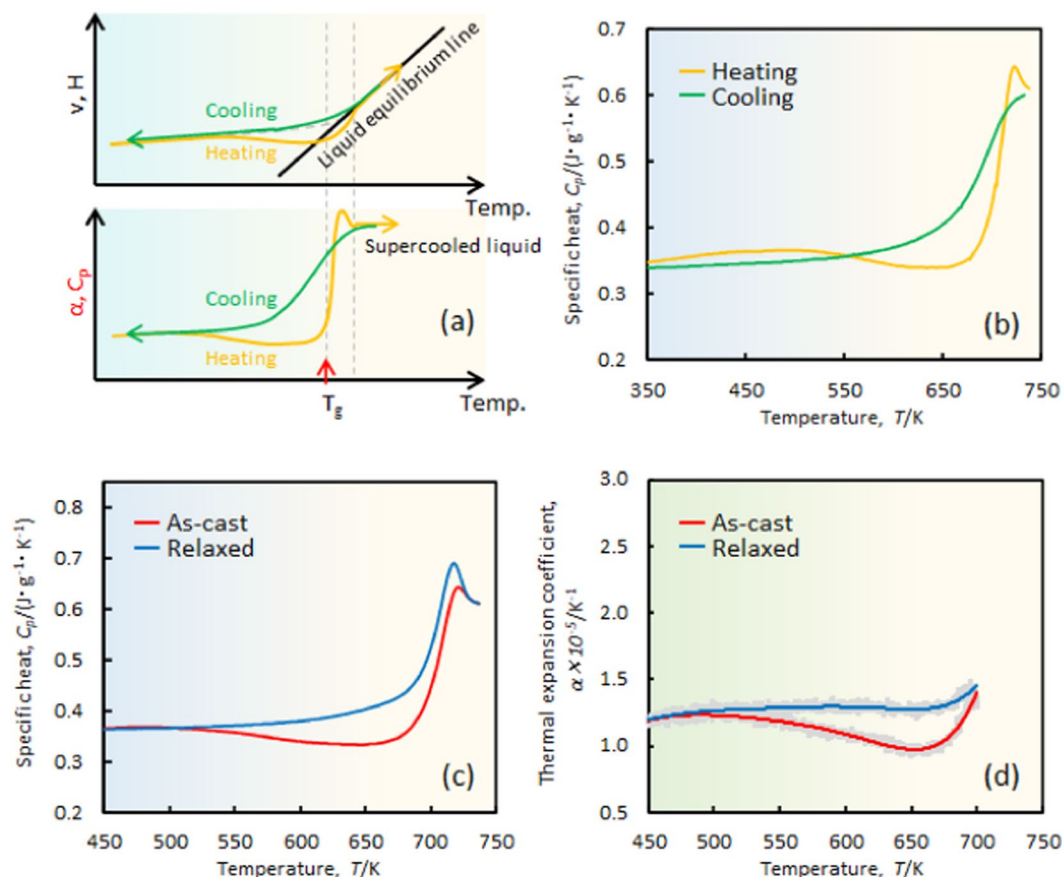 ν, H
Cooling
Heating
Liquid equilibrium line
Temp.
α, Cp
Cooling
Heating
Supercooled liquid
(a)
Tg
Temp.
Specific heat, Cp/(J·g⁻¹·K⁻¹)
0.7
0.6
0.5
0.4
0.3
0.2
Heating
Cooling
(b)
350 450 550 650 750
Temperature, T/K
Specific heat, Cp/(J·g⁻¹·K⁻¹)
0.8
0.7
0.6
0.5
0.4
0.3
0.2
As-cast
Relaxed
(c)
450 500 550 600 650 700 750
Temperature, T/K
Thermal expansion coefficient,
α×10⁻⁵/K⁻¹
3.0
2.5
2.0
1.5
1.0
0.5
As-cast
Relaxed
(d)
450 500 550 600 650 700 750
Temperature, T/K